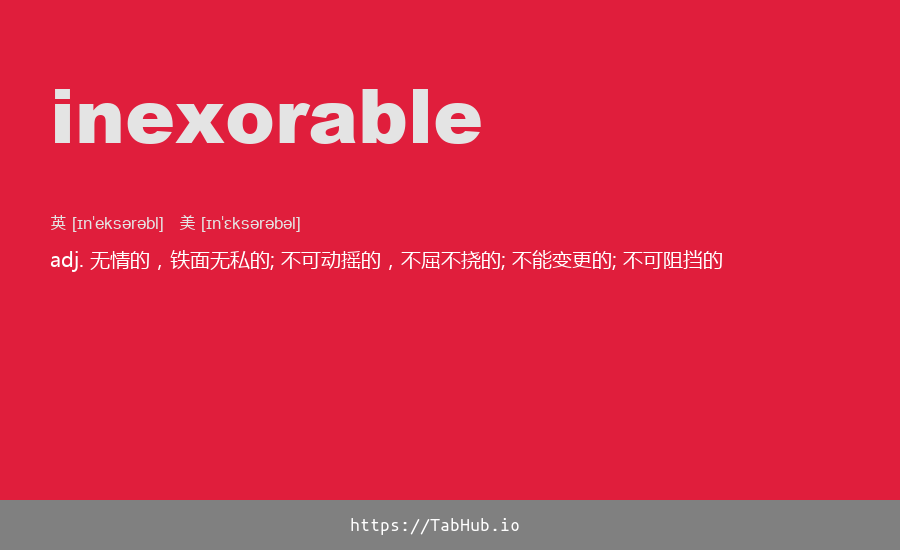 inexorable
英 [ɪnˈeksərəbl] 美 [ɪnˈɛksərəbəl]
adj. 无情的，铁面无私的; 不可动摇的，不屈不挠的; 不能变更的; 不可阻挡的
https://TabHub.io